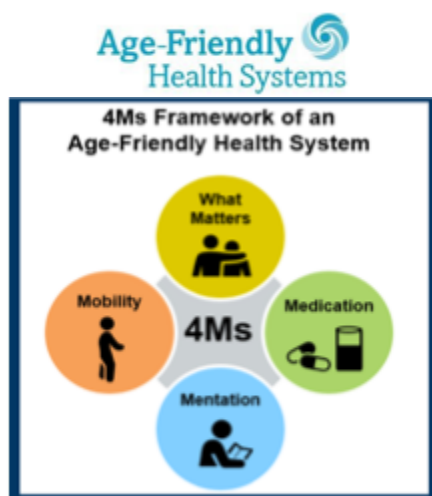 Age-Friendly
Health Systems
4Ms Framework of an
Age-Friendly Health System
What
Matters
Mobility
4Ms
Medication
Mentation